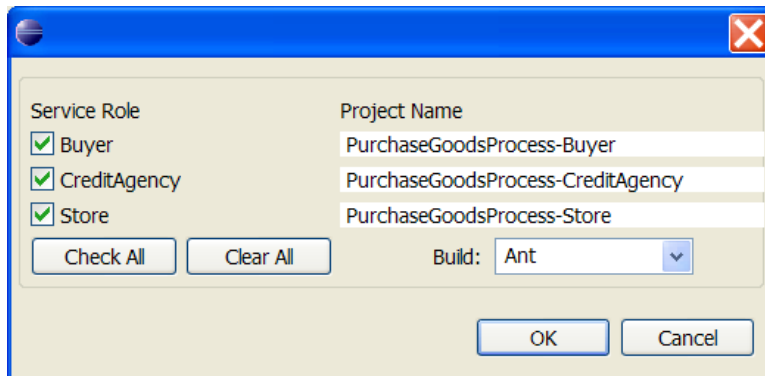 Service Role Project Name
Buyer PurchaseGoodsProcess-Buyer
CreditAgency PurchaseGoodsProcess-CreditAgency
Store PurchaseGoodsProcess-Store
Check All Clear All Build: Ant
OK Cancel